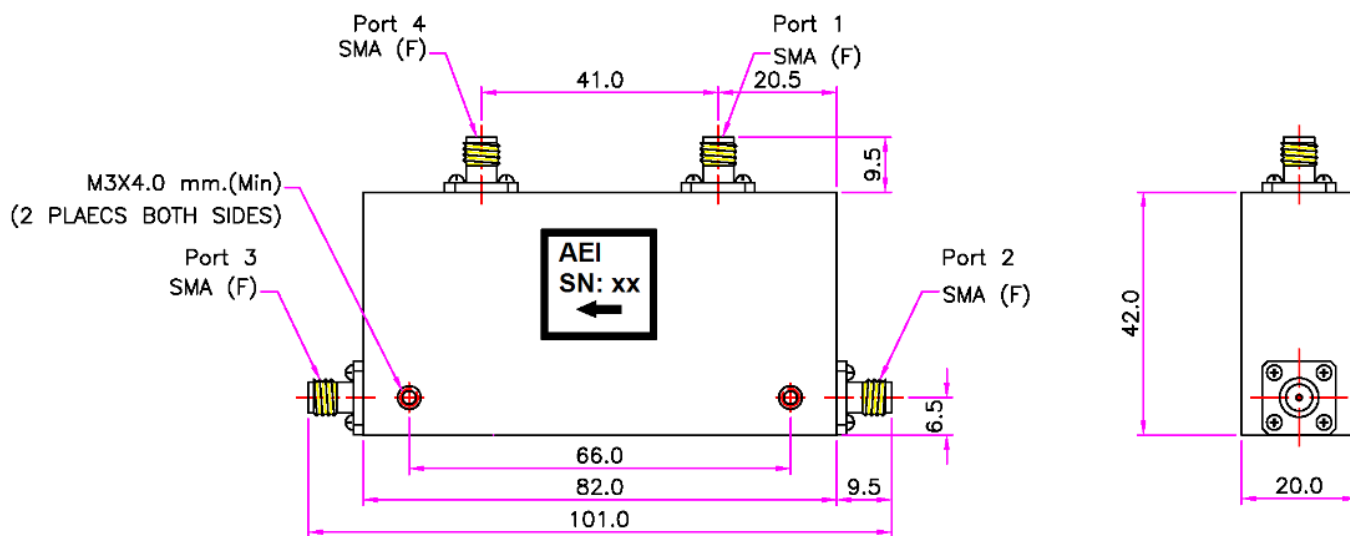 Port 4
SMA (F)
Port 1
SMA (F)
41.0
20.5
9.5
M3X4.0 mm.(Min)
(2 PLAECS BOTH SIDES)
Port 3
SMA (F)
AEI
SN: xx
Port 2
SMA (F)
42.0
6.5
66.0
82.0
9.5
20.0
101.0